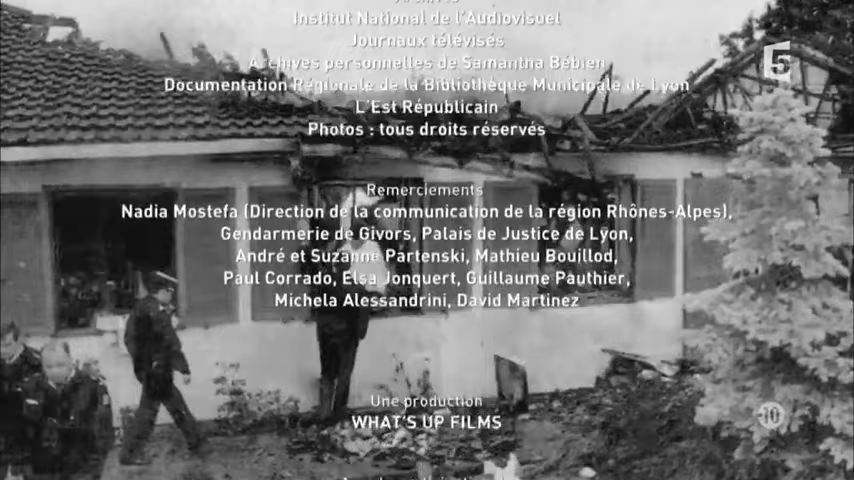 Archives
Institut National de l'Audiovisuel
Journaux télévisés
Archives personnelles de Samantha Bébien
Documentation Régionale de la Bibliothèque Municipale de Lyon
L'Est Républicain
Photos : tous droits réservés
Remerciements
Nadia Mostefa (Direction de la communication de la région Rhônes-Alpes),
Gendarmerie de Givors, Palais de Justice de Lyon,
André et Suzanne Partenski, Mathieu Bouillod,
Paul Corrado, Elsa Jonquert, Guillaume Pauthier,
Michela Alessandrini, David Martinez
Une production
WHAT'S UP FILMS
5
-10